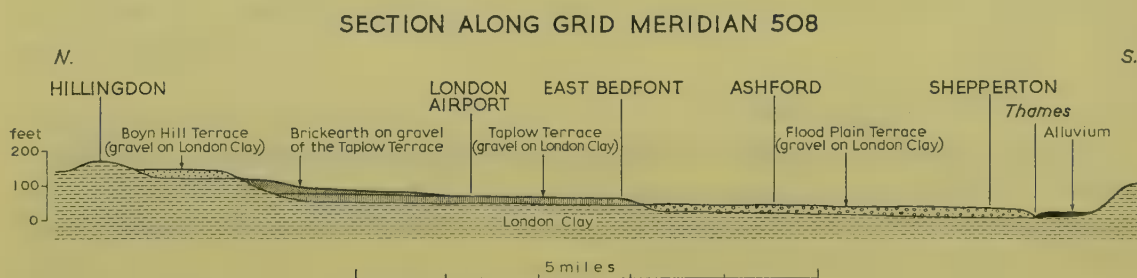 SECTION ALONG GRID MERIDIAN 508
N.
S.
HILLINGDON
LONDON
AIRPORT
EAST BEDFONT
ASHFORD
SHEPPERTON
Thames
feet
Boyn Hill Terrace
(gravel on London Clay)
Brickearth on gravel
of the Taplow Terrace
Taplow Terrace
(gravel on London Clay)
Flood Plain Terrace
(gravel on London Clay)
Alluvium
200
100
0
London Clay
5 miles